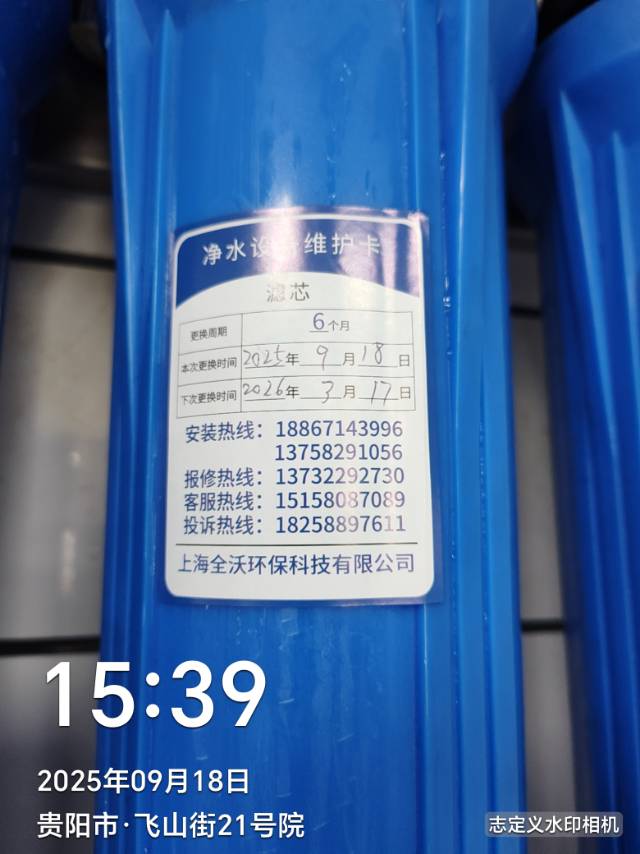 净水设备维护卡
滤芯
更换周期 6个月
本次更换时间 2025年 9月 18日
下次更换时间 2026年 3月 17日
安装热线：18867143996
13758291056
报修热线：13732292730
客服热线：15158087089
投诉热线：18258897611
上海全沃环保科技有限公司
15:39
2025年09月18日
贵阳市·飞山街21号院
志定义水印相机